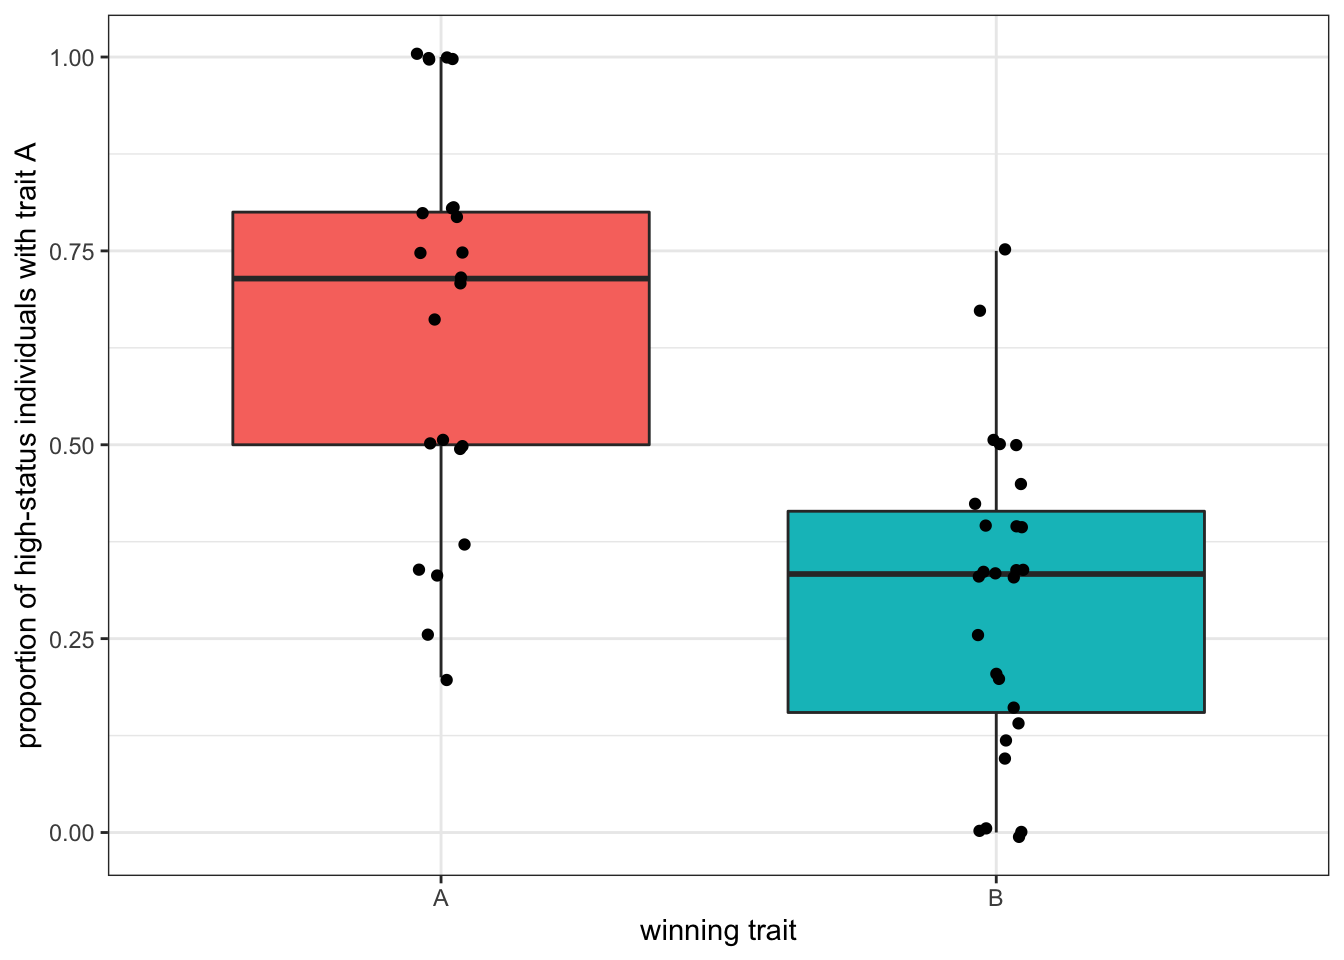 proportion of high-status individuals with trait A
1.00
0.75
0.50
0.25
0.00
A
B
winning trait